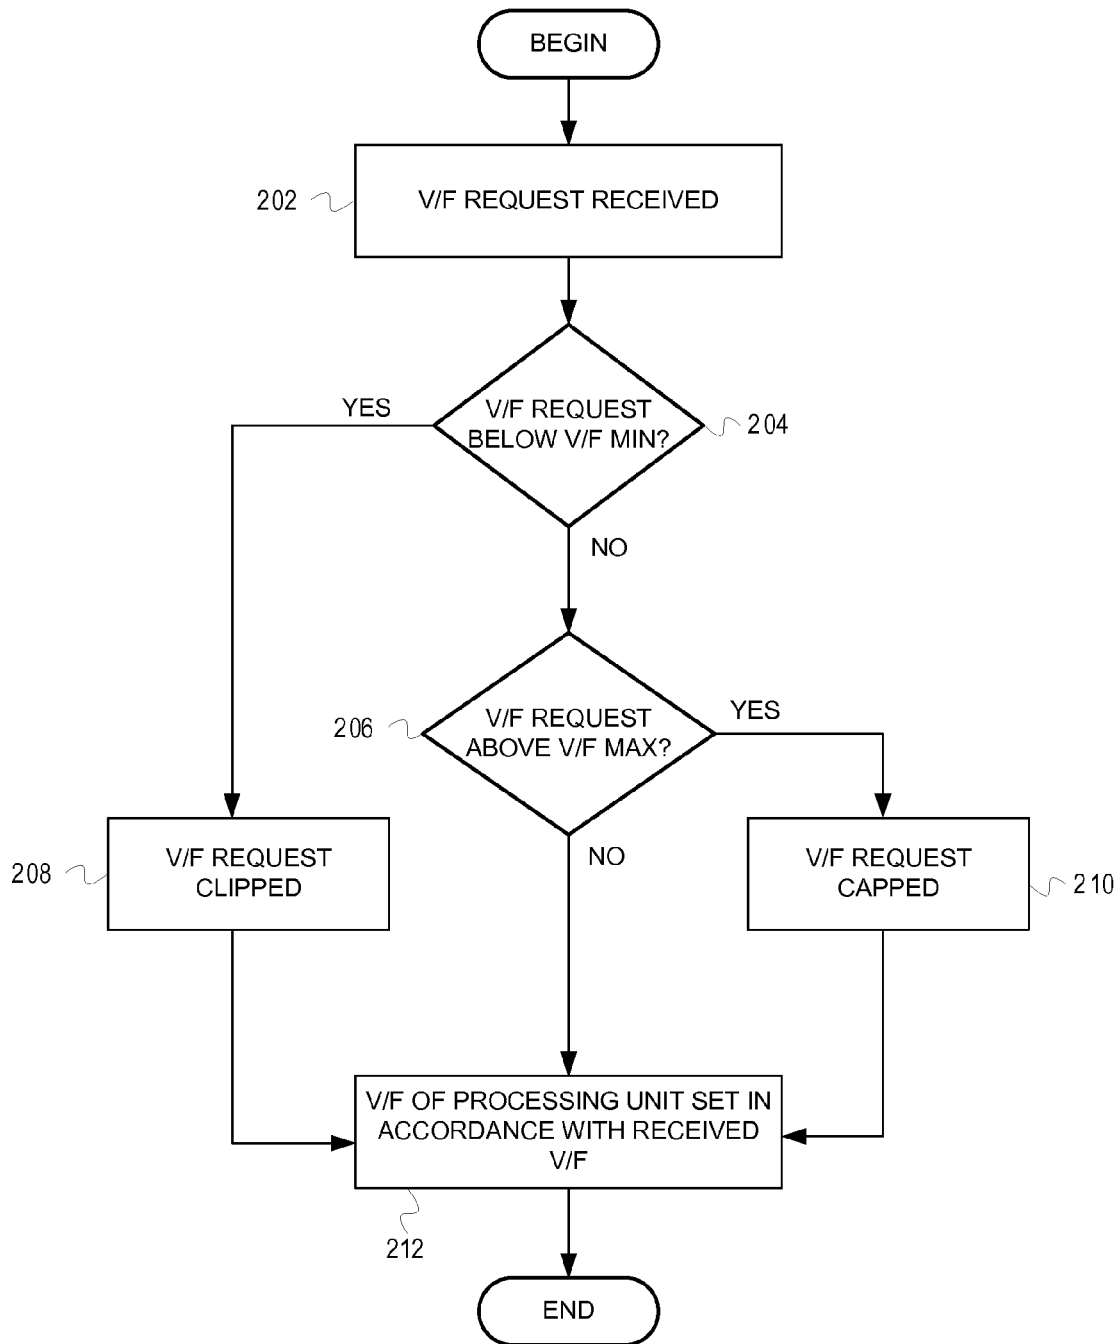 BEGIN
202
V/F REQUEST RECEIVED
YES
V/F REQUEST
BELOW V/F MIN?
204
NO
206
V/F REQUEST
ABOVE V/F MAX?
YES
NO
208
V/F REQUEST
CLIPPED
V/F REQUEST
CAPPED
210
V/F OF PROCESSING UNIT SET IN
ACCORDANCE WITH RECEIVED
V/F
212
END